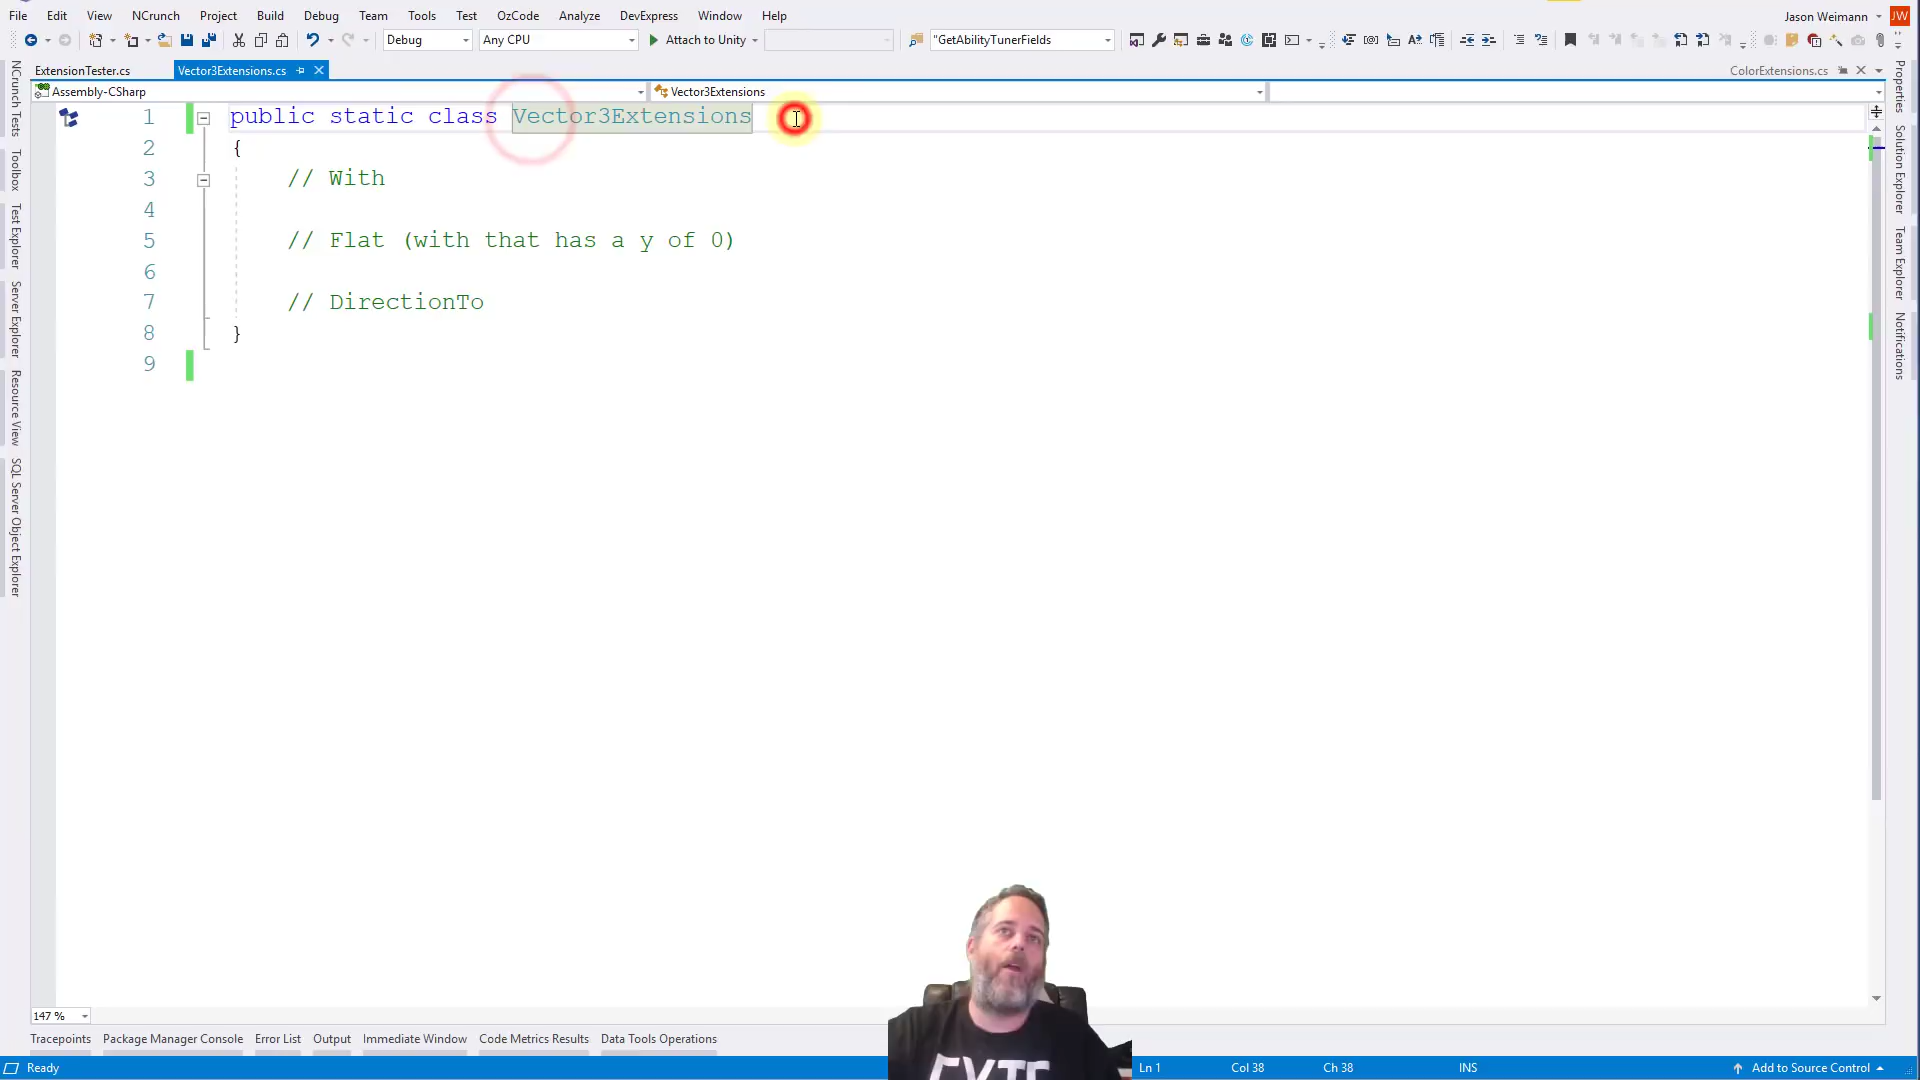 File Edit View NCrunch Project Build Debug Team Tools Test OzCode Analyze DevExpress Window Help
Jason Weimann JW
Debug Any CPU Attach to Unity "GetAbilityTunerFields
ExtensionTester.cs Vector3Extensions.cs ColorExtensions.cs
Assembly-CSharp Vector3Extensions
1 public static class Vector3Extensions
2 {
3 // With
4
5 // Flat (with that has a y of 0)
6
7 // DirectionTo
8 }
9
NCrunch Tests
Toolbox
Test Explorer
Server Explorer
Resource View
SQL Server Object Explorer
Properties
Solution Explorer
Team Explorer
Notifications
147 %
Tracepoints Package Manager Console Error List Output Immediate Window Code Metrics Results Data Tools Operations
Ready Ln 1 Col 38 Ch 38 INS Add to Source Control